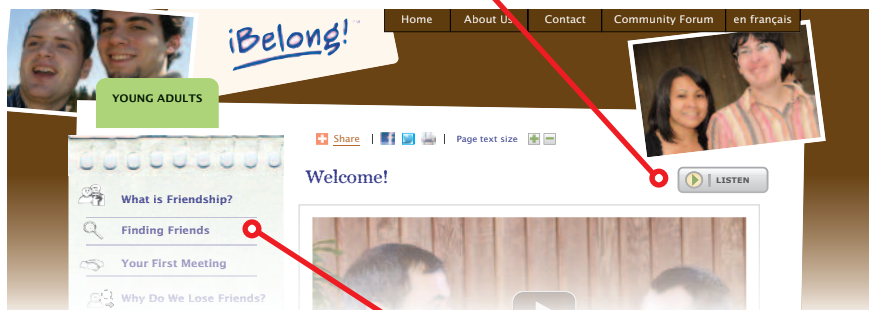 Home About Us Contact Community Forum en français
iBelong!™
YOUNG ADULTS
Share | | Page text size
Welcome!
LISTEN
What is Friendship?
Finding Friends
Your First Meeting
Why Do We Lose Friends?